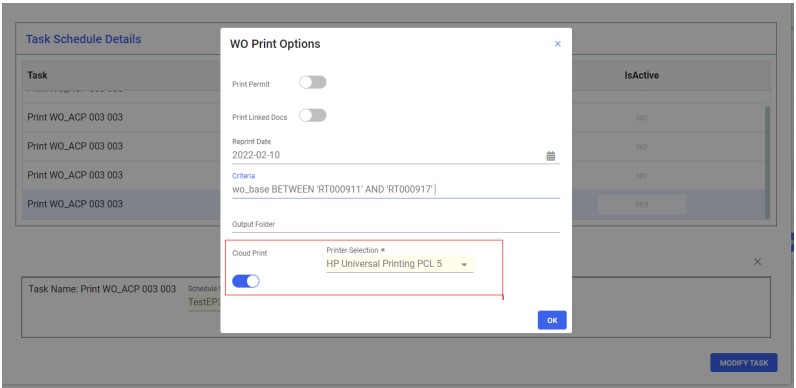 Task Schedule Details
Task
IsActive
Print WO_ACP 003 003
NO
Print WO_ACP 003 003
NO
Print WO_ACP 003 003
NO
Print WO_ACP 003 003
YES
WO Print Options
×
Print Permit
Print Linked Docs
Reprint Date
2022-02-10
Criteria
wo_base BETWEEN 'RT000911' AND 'RT000917'
Output Folder
Cloud Print
Printer Selection *
HP Universal Printing PCL 5
OK
×
Task Name: Print WO_ACP 003 003
Schedule
MODIFY TASK